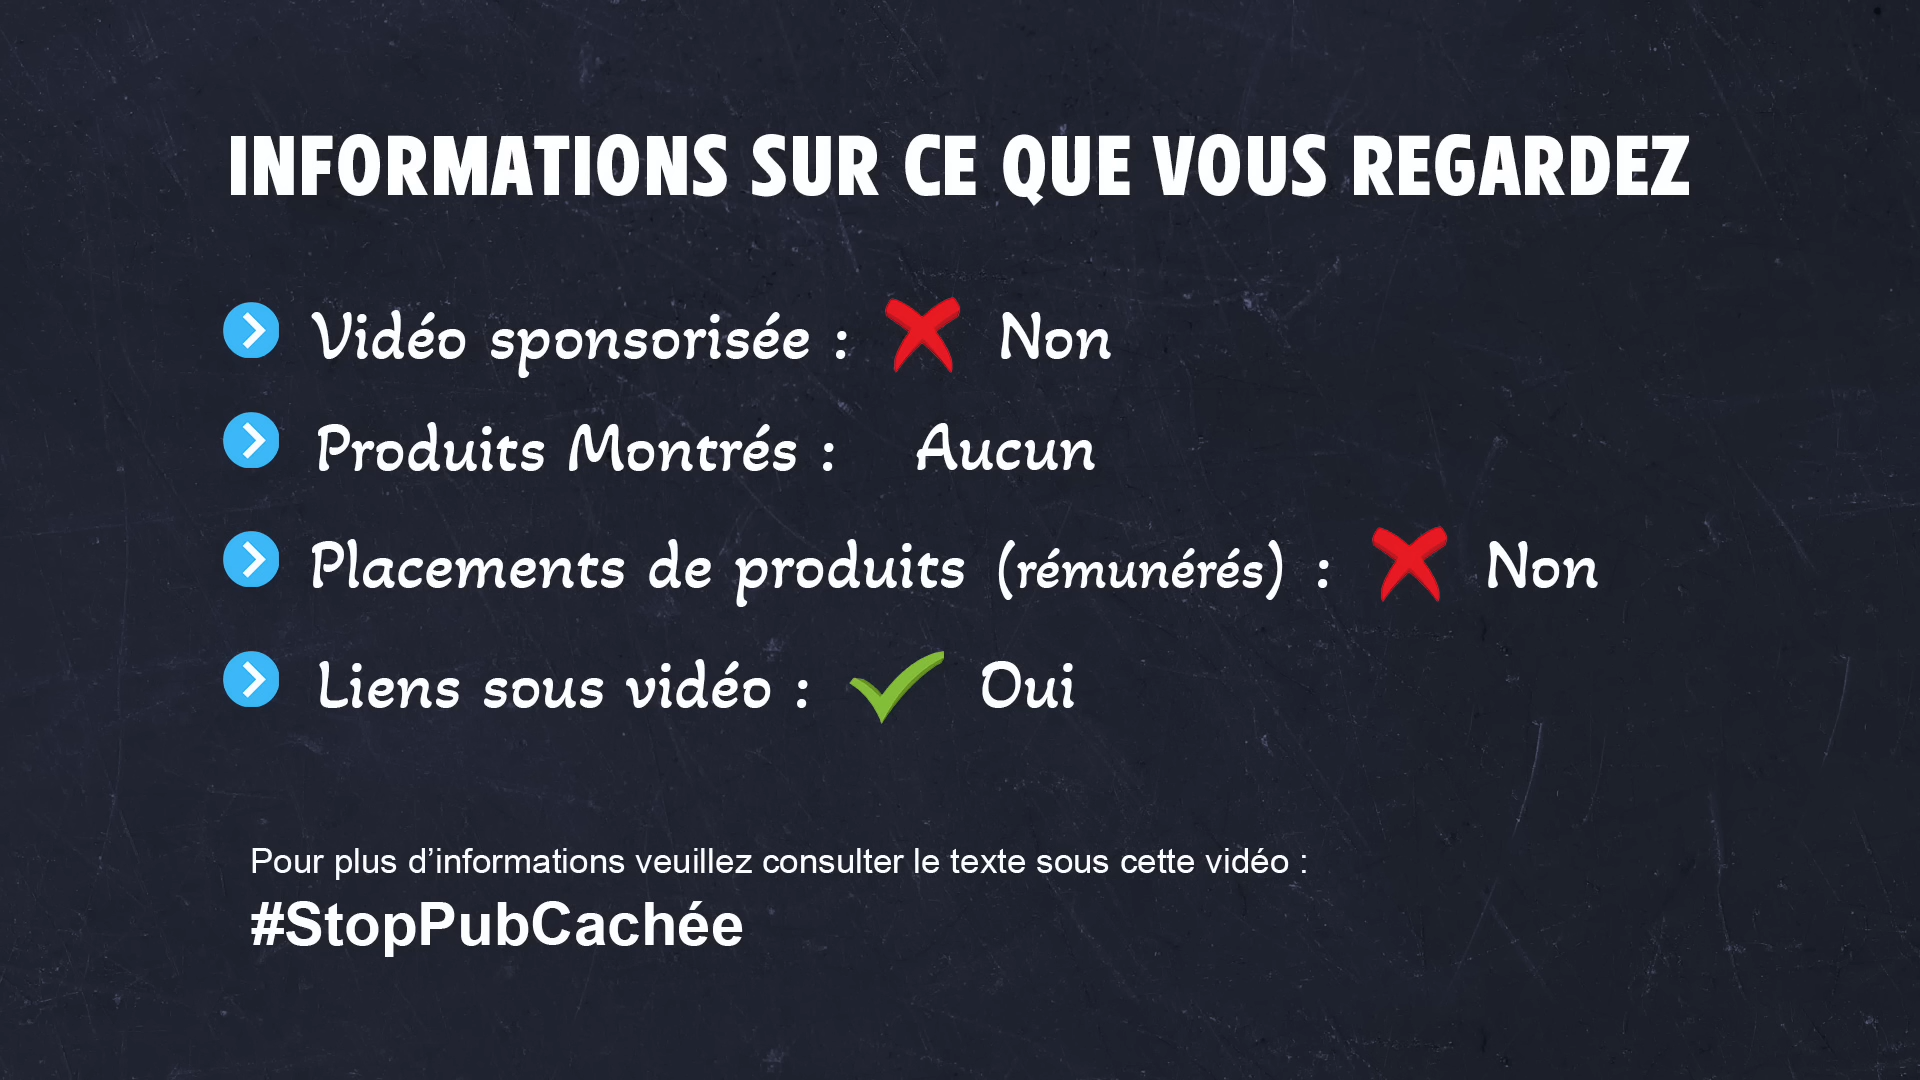 INFORMATIONS SUR CE QUE VOUS REGARDEZ
Vidéo sponsorisée : ❌ Non
Produits Montrés : Aucun
Placements de produits (rémunérés) : ❌ Non
Liens sous vidéo : ✔ Oui
Pour plus d’informations veuillez consulter le texte sous cette vidéo :
#StopPubCachée